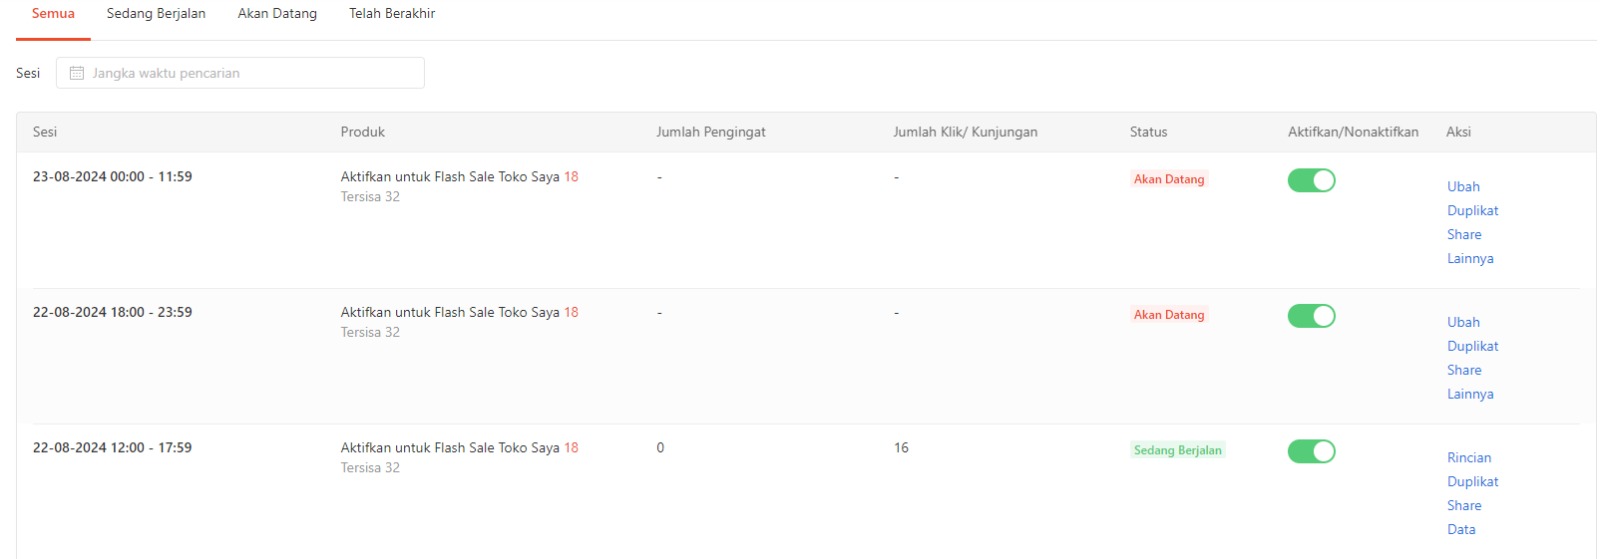 Semua Sedang Berjalan Akan Datang Telah Berakhir
Sesi Jangka waktu pencarian
Sesi Produk Jumlah Pengingat Jumlah Klik/ Kunjungan Status Aktifkan/Nonaktifkan Aksi
23-08-2024 00:00 - 11:59 Aktifkan untuk Flash Sale Toko Saya 18 - - Akan Datang
Tersisa 32
Ubah
Duplikat
Share
Lainnya
22-08-2024 18:00 - 23:59 Aktifkan untuk Flash Sale Toko Saya 18 - - Akan Datang
Tersisa 32
Ubah
Duplikat
Share
Lainnya
22-08-2024 12:00 - 17:59 Aktifkan untuk Flash Sale Toko Saya 18 0 16 Sedang Berjalan
Tersisa 32
Rincian
Duplikat
Share
Data